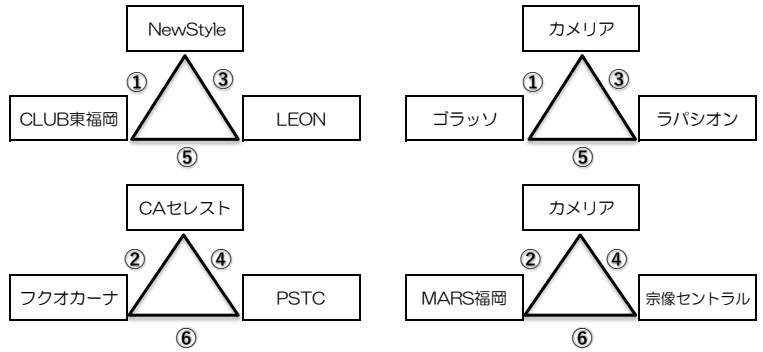 NewStyle
①
③
CLUB東福岡
LEON
⑤
カメリア
①
③
ゴラッソ
ラパシオン
⑤
CAセレスト
②
④
フクオカーナ
PSTC
⑥
カメリア
②
④
MARS福岡
宗像セントラル
⑥